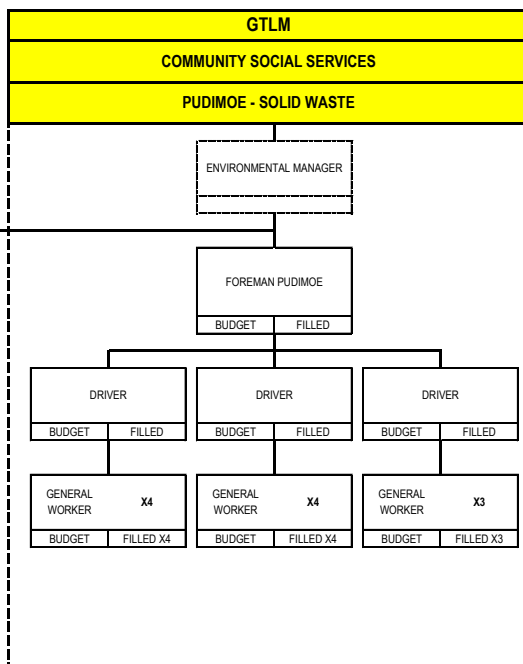 GTLM
COMMUNITY SOCIAL SERVICES
PUDIMOE - SOLID WASTE
ENVIRONMENTAL MANAGER
FOREMAN PUDIMOE
BUDGET FILLED
DRIVER DRIVER DRIVER
BUDGET FILLED BUDGET FILLED BUDGET FILLED
GENERAL WORKER X4 GENERAL WORKER X4 GENERAL WORKER X3
BUDGET FILLED X4 BUDGET FILLED X4 BUDGET FILLED X3